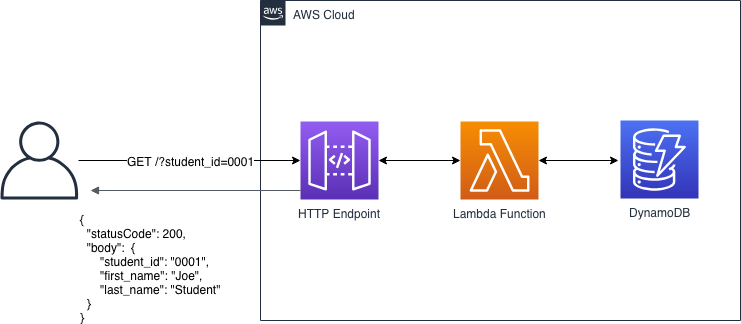 aws
AWS Cloud
GET /?student_id=0001
</>
HTTP Endpoint
Lambda Function
DynamoDB
{
"statusCode": 200,
"body": {
"student_id": "0001",
"first_name": "Joe",
"last_name": "Student"
}
}